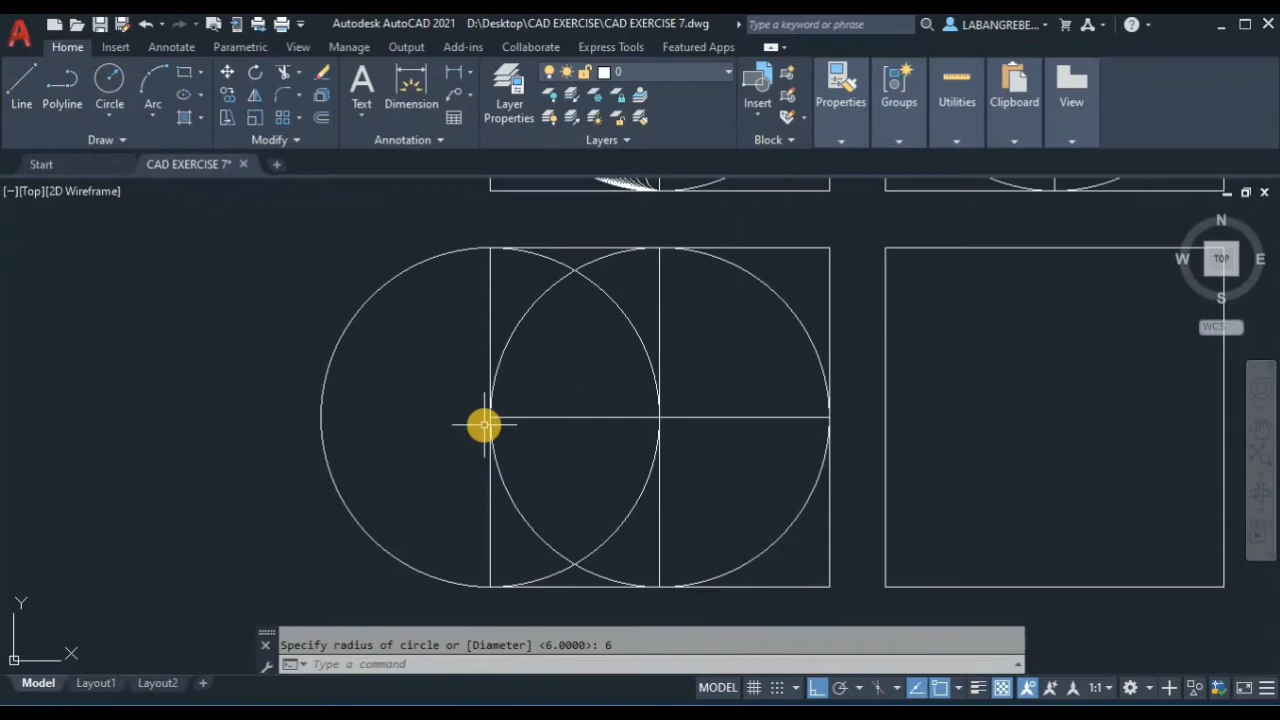 Autodesk AutoCAD 2021 D:\Desktop\CAD EXERCISE\CAD EXERCISE 7.dwg
Type a keyword or phrase
LABANGREBE...
Home Insert Annotate Parametric View Manage Output Add-ins Collaborate Express Tools Featured Apps
0
Line Polyline Circle Arc
Text Dimension
Layer
Properties
Insert
Properties Groups Utilities Clipboard View
Draw Modify Annotation Layers Block
Start CAD EXERCISE 7*
[−][Top][2D Wireframe]
N
W TOP E
S
WCS
Y
X
Specify radius of circle or [Diameter] <6.0000>: 6
Type a command
Model Layout1 Layout2
MODEL 1:1